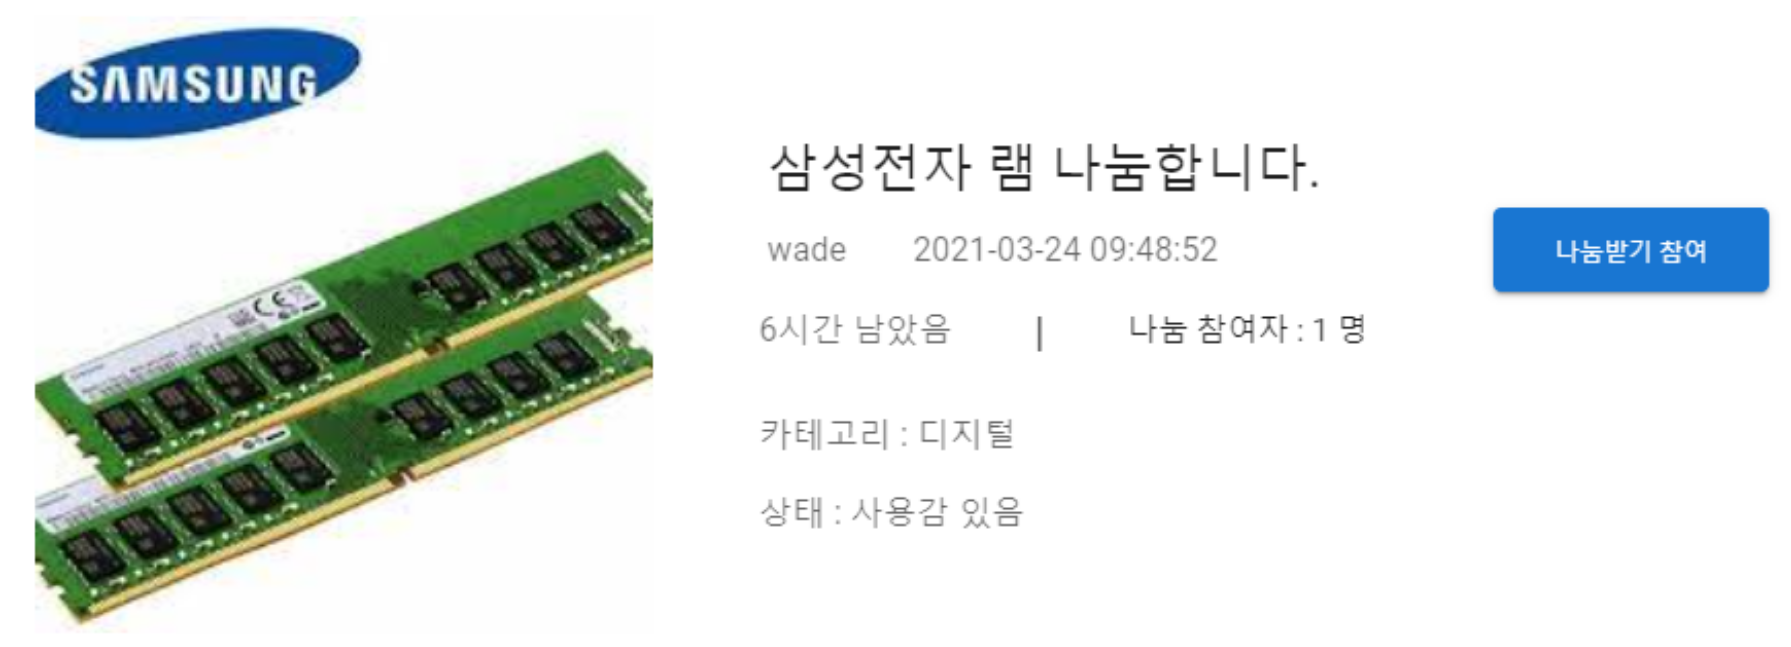 SAMSUNG
삼성전자 램 나눔합니다.
wade 2021-03-24 09:48:52
나눔받기 참여
6시간 남았음 | 나눔 참여자 : 1 명
카테고리 : 디지털
상태 : 사용감 있음